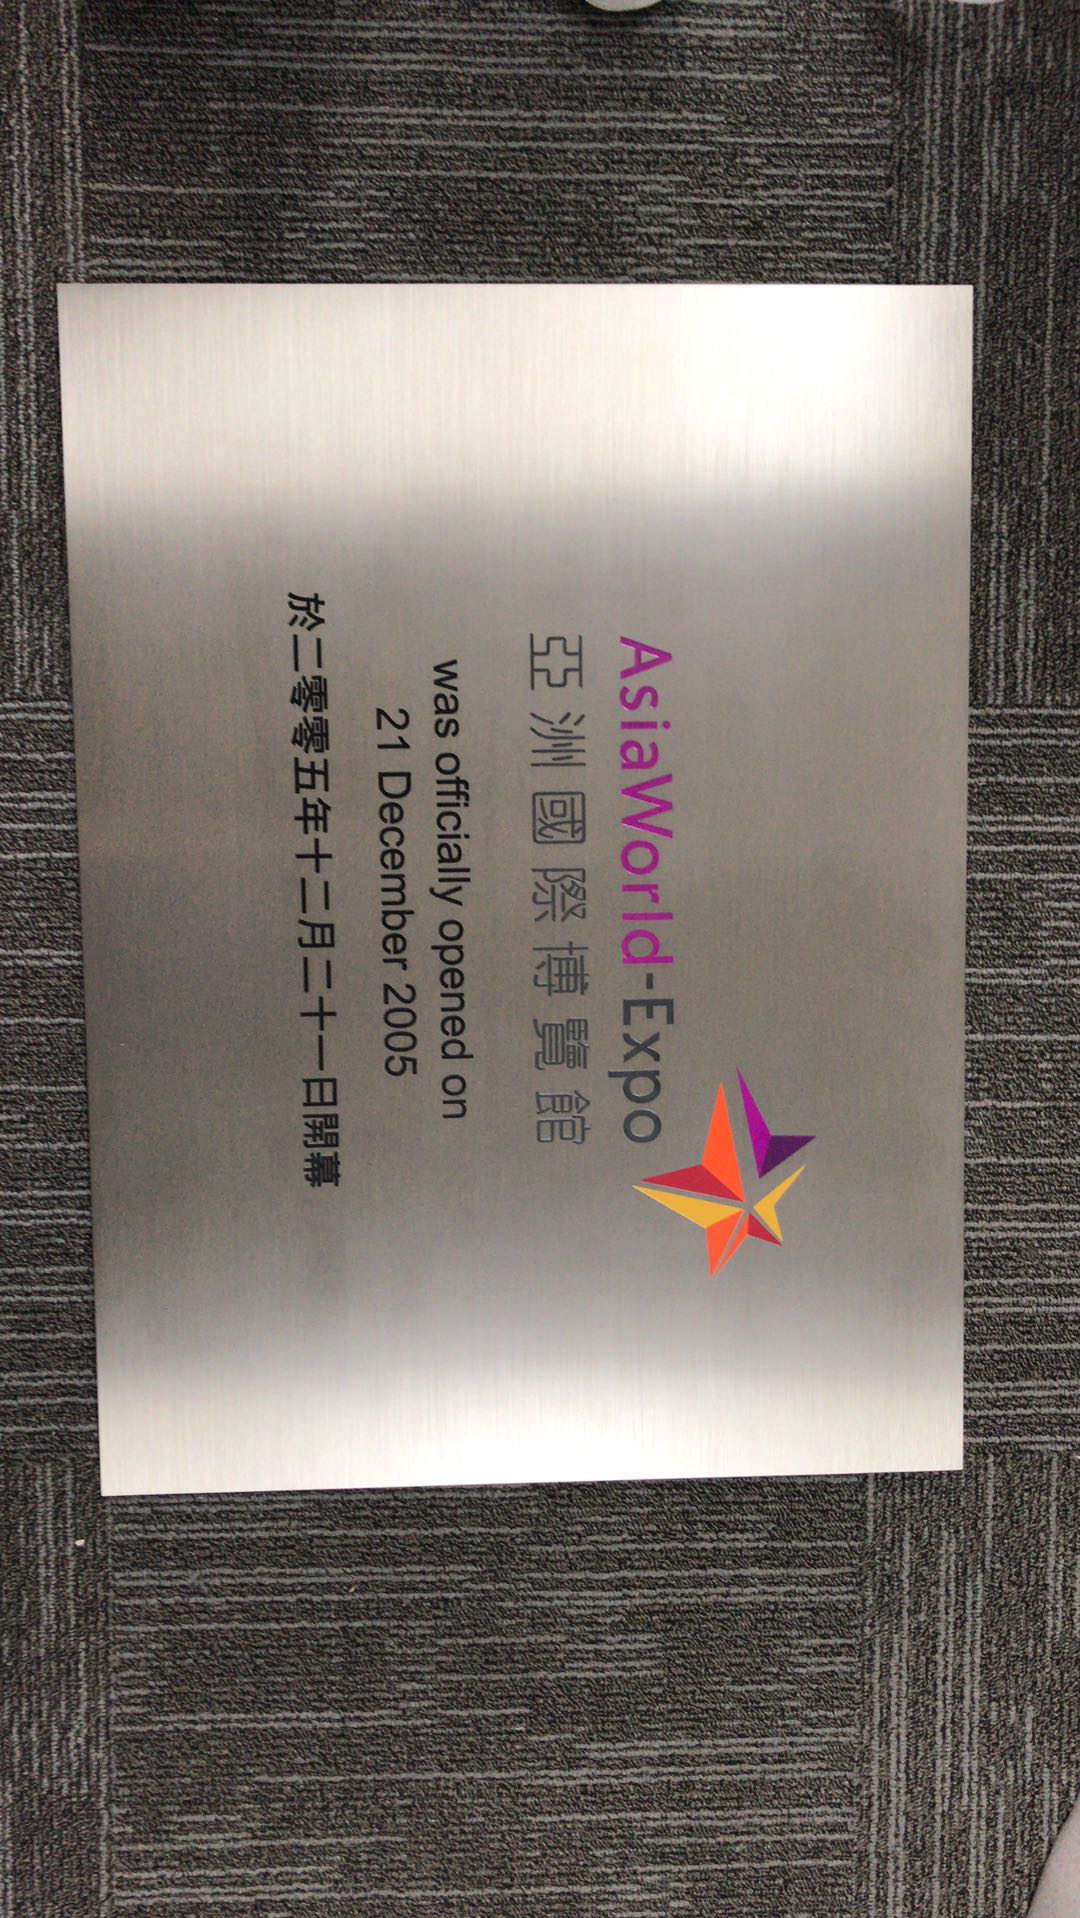 AsiaWorld-Expo
亞洲國際博覽館
was officially opened on
21 December 2005
於二零零五年十二月二十一日開幕